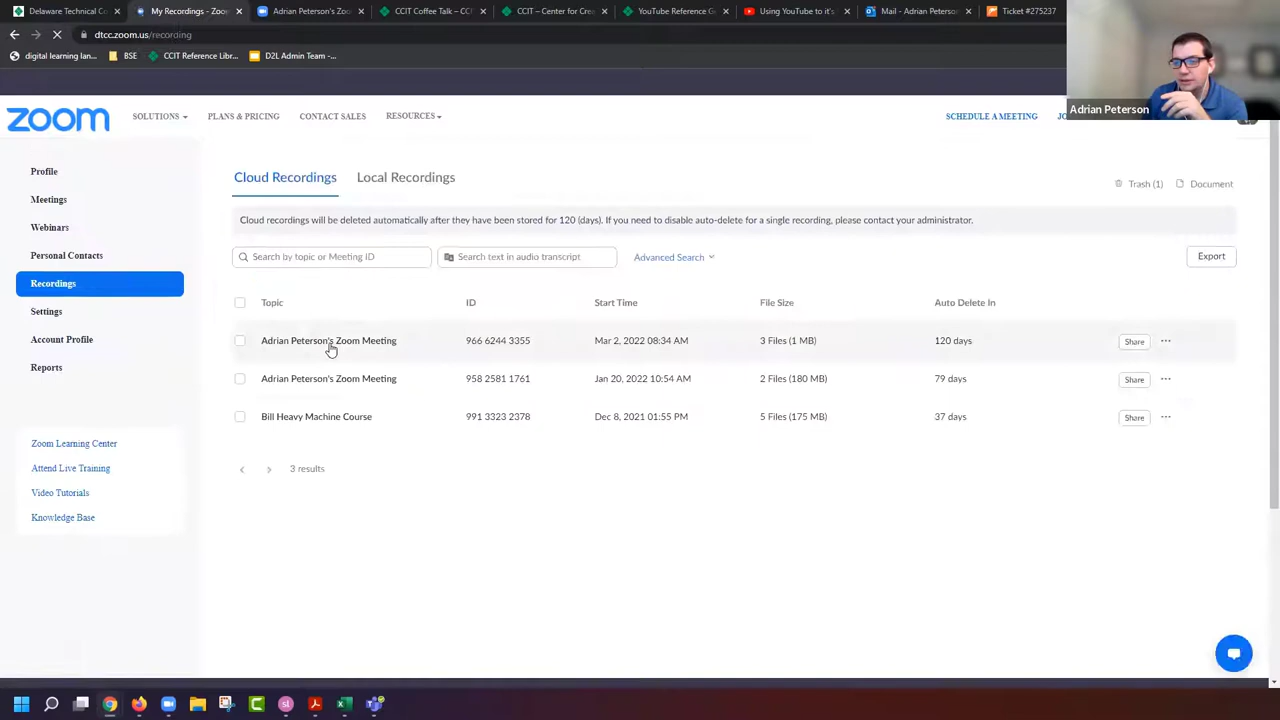 Delaware Technical Co
My Recordings - Zoo
Adrian Peterson's Zo
CCIT Coffee Talk – CC
CCIT – Center for Cre
YouTube Reference G
Using YouTube to it's
Mail - Adrian Peterso
Ticket #275237
dtcc.zoom.us/recording
digital learning lan...
BSE
CCIT Reference Libr...
D2L Admin Team -...
Adrian Peterson
zoom
SOLUTIONS
PLANS & PRICING
CONTACT SALES
RESOURCES
SCHEDULE A MEETING
Profile
Meetings
Webinars
Personal Contacts
Recordings
Settings
Account Profile
Reports
Zoom Learning Center
Attend Live Training
Video Tutorials
Knowledge Base
Cloud Recordings Local Recordings
Trash (1) Document
Cloud recordings will be deleted automatically after they have been stored for 120 (days). If you need to disable auto-delete for a single recording, please contact your administrator.
Search by topic or Meeting ID Search text in audio transcript Advanced Search Export
Topic ID Start Time File Size Auto Delete In
Adrian Peterson's Zoom Meeting 966 6244 3355 Mar 2, 2022 08:34 AM 3 Files (1 MB) 120 days Share
Adrian Peterson's Zoom Meeting 958 2581 1761 Jan 20, 2022 10:54 AM 2 Files (180 MB) 79 days Share
Bill Heavy Machine Course 991 3323 2378 Dec 8, 2021 01:55 PM 5 Files (175 MB) 37 days Share
3 results